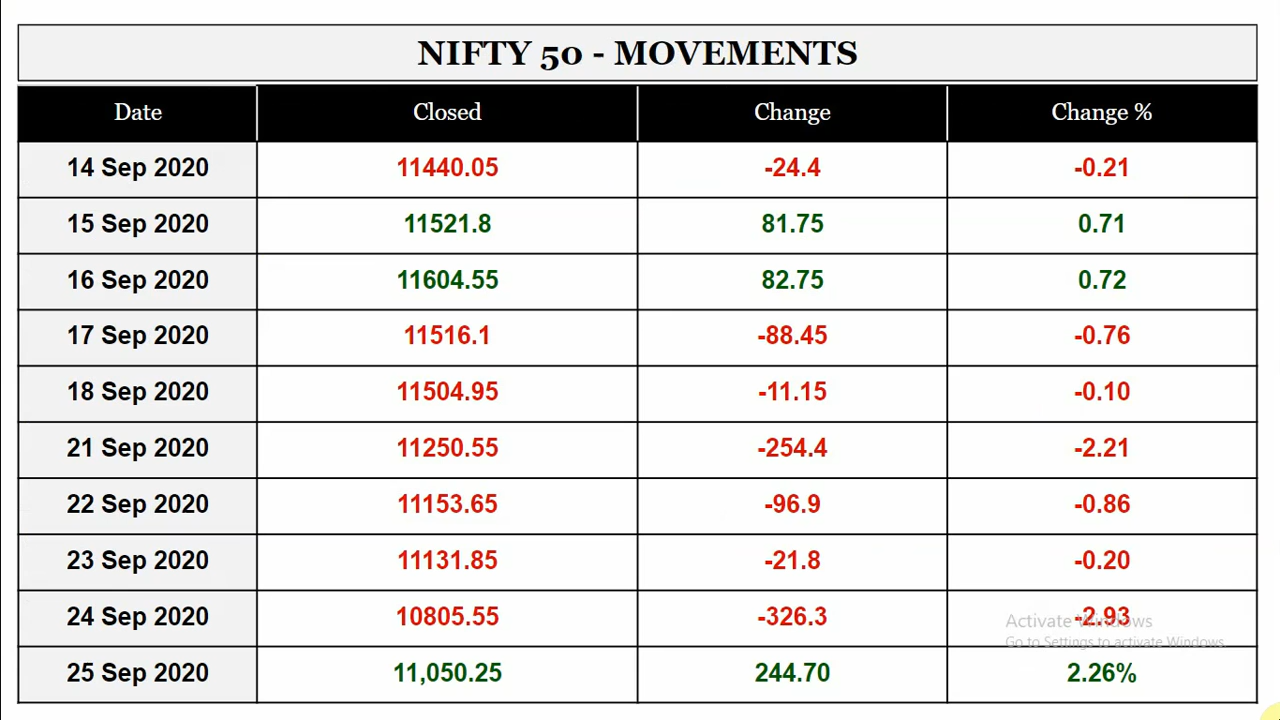 NIFTY 50 - MOVEMENTS
Date Closed Change Change %
14 Sep 2020 11440.05 -24.4 -0.21
15 Sep 2020 11521.8 81.75 0.71
16 Sep 2020 11604.55 82.75 0.72
17 Sep 2020 11516.1 -88.45 -0.76
18 Sep 2020 11504.95 -11.15 -0.10
21 Sep 2020 11250.55 -254.4 -2.21
22 Sep 2020 11153.65 -96.9 -0.86
23 Sep 2020 11131.85 -21.8 -0.20
24 Sep 2020 10805.55 -326.3 -2.93
Activate Windows
Go to Settings to activate Windows.
25 Sep 2020 11,050.25 244.70 2.26%